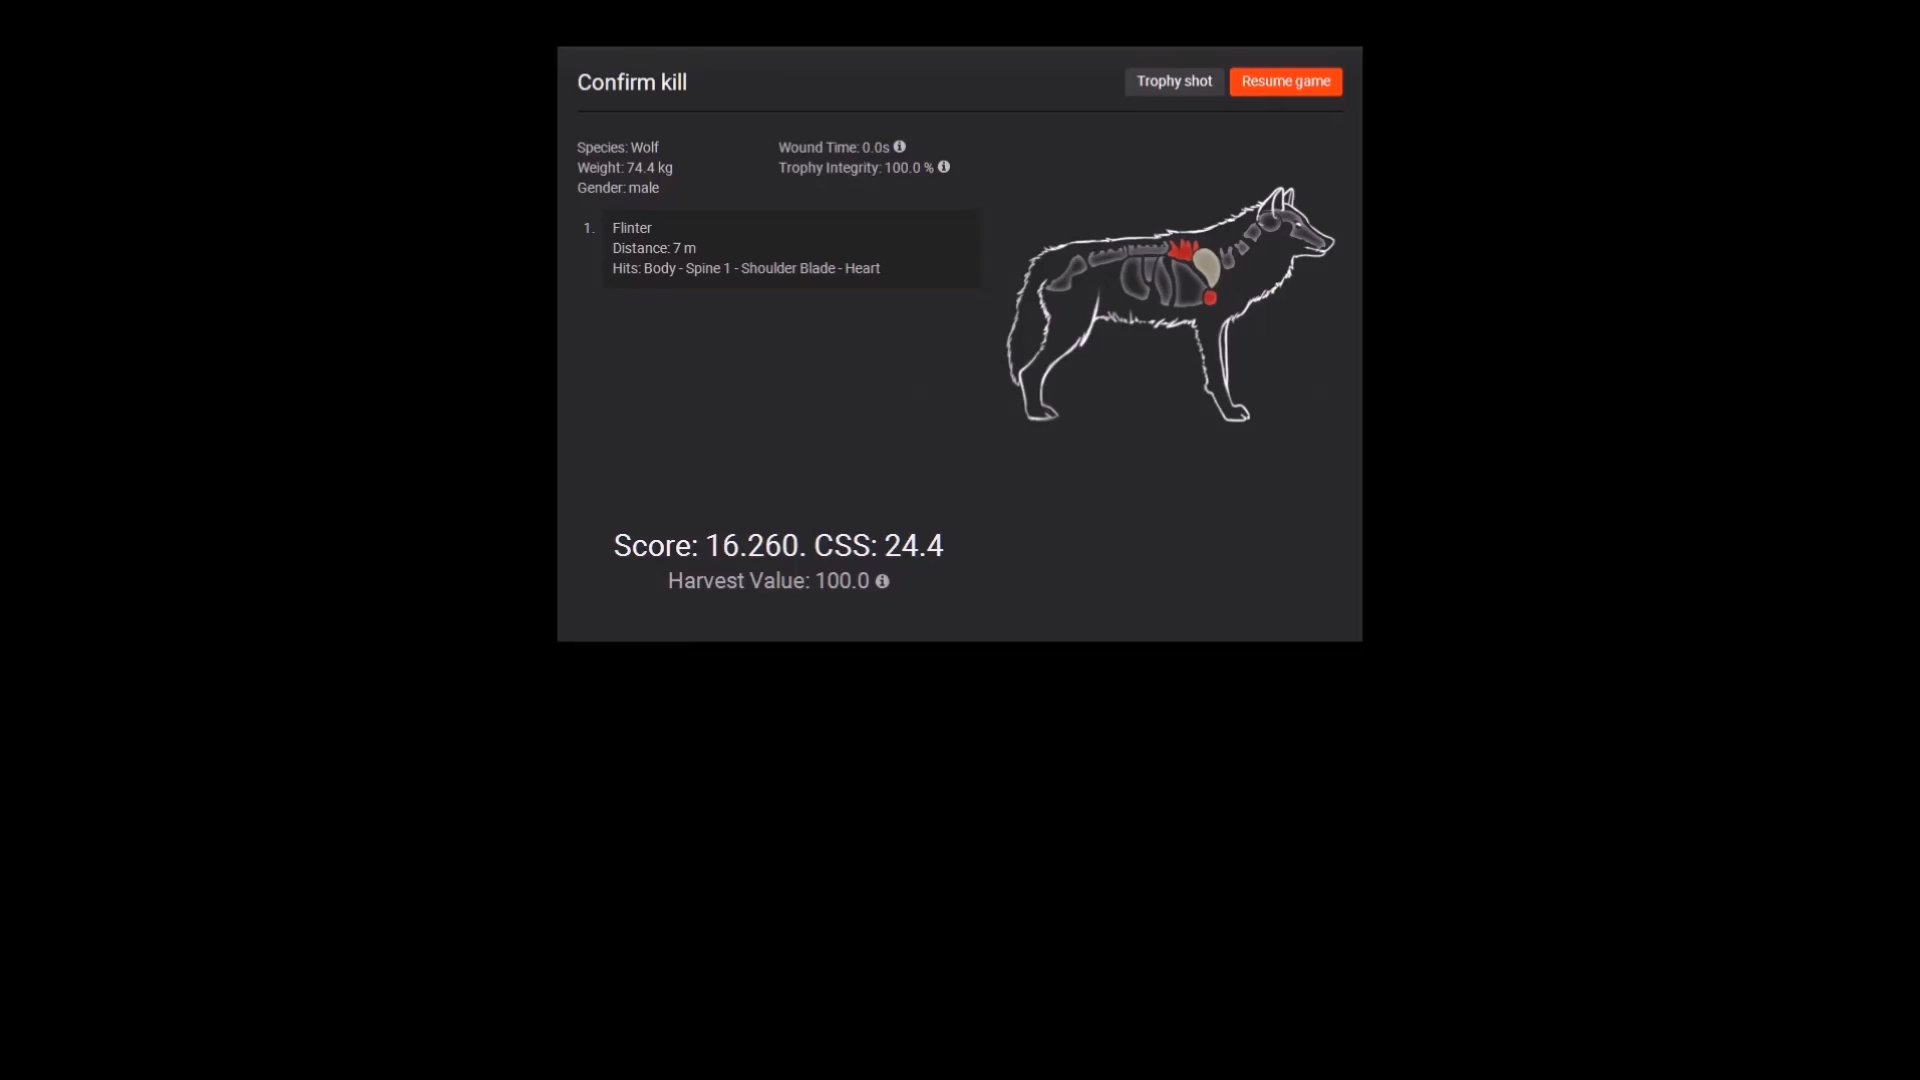 Confirm kill
Trophy shot
Resume game
Species: Wolf
Weight: 74.4 kg
Gender: male
Wound Time: 0.0s
Trophy Integrity: 100.0 %
1.
Flinter
Distance: 7 m
Hits: Body - Spine 1 - Shoulder Blade - Heart
Score: 16.260. CSS: 24.4
Harvest Value: 100.0